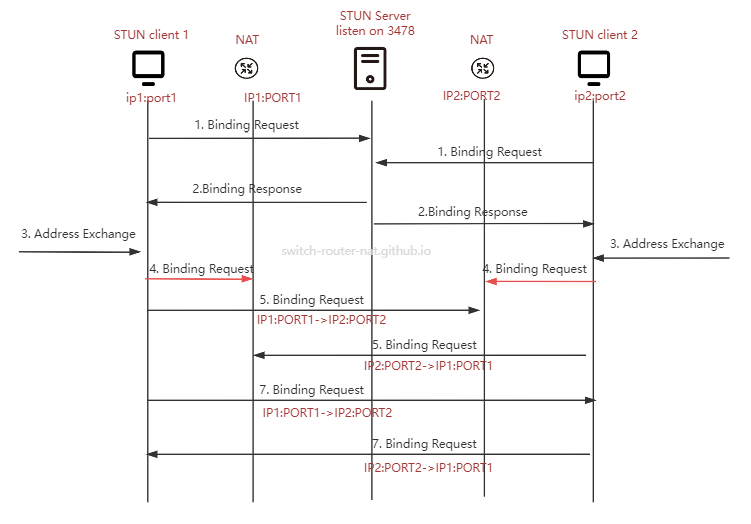 STUN Server
listen on 3478
STUN client 1
NAT
NAT
STUN client 2
ip1:port1
IP1:PORT1
IP2:PORT2
ip2:port2
1. Binding Request
1. Binding Request
2.Binding Response
2.Binding Response
3. Address Exchange
3. Address Exchange
switch-router-nat.github.io
4. Binding Request
4. Binding Request
5. Binding Request
IP1:PORT1->IP2:PORT2
5. Binding Request
IP2:PORT2->IP1:PORT1
7. Binding Request
IP1:PORT1->IP2:PORT2
7. Binding Request
IP2:PORT2->IP1:PORT1